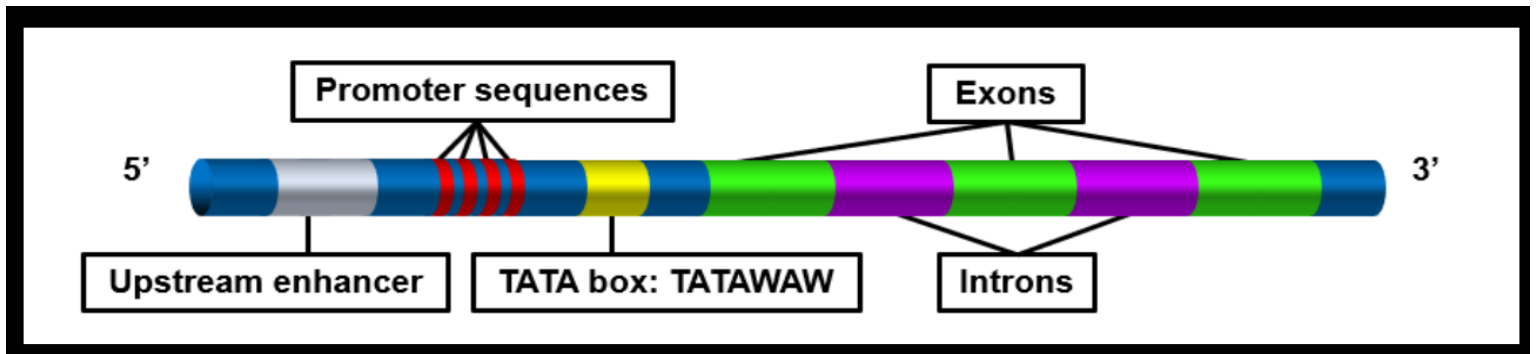 Promoter sequences
Exons
5’
3’
Upstream enhancer
TATA box: TATAWAW
Introns